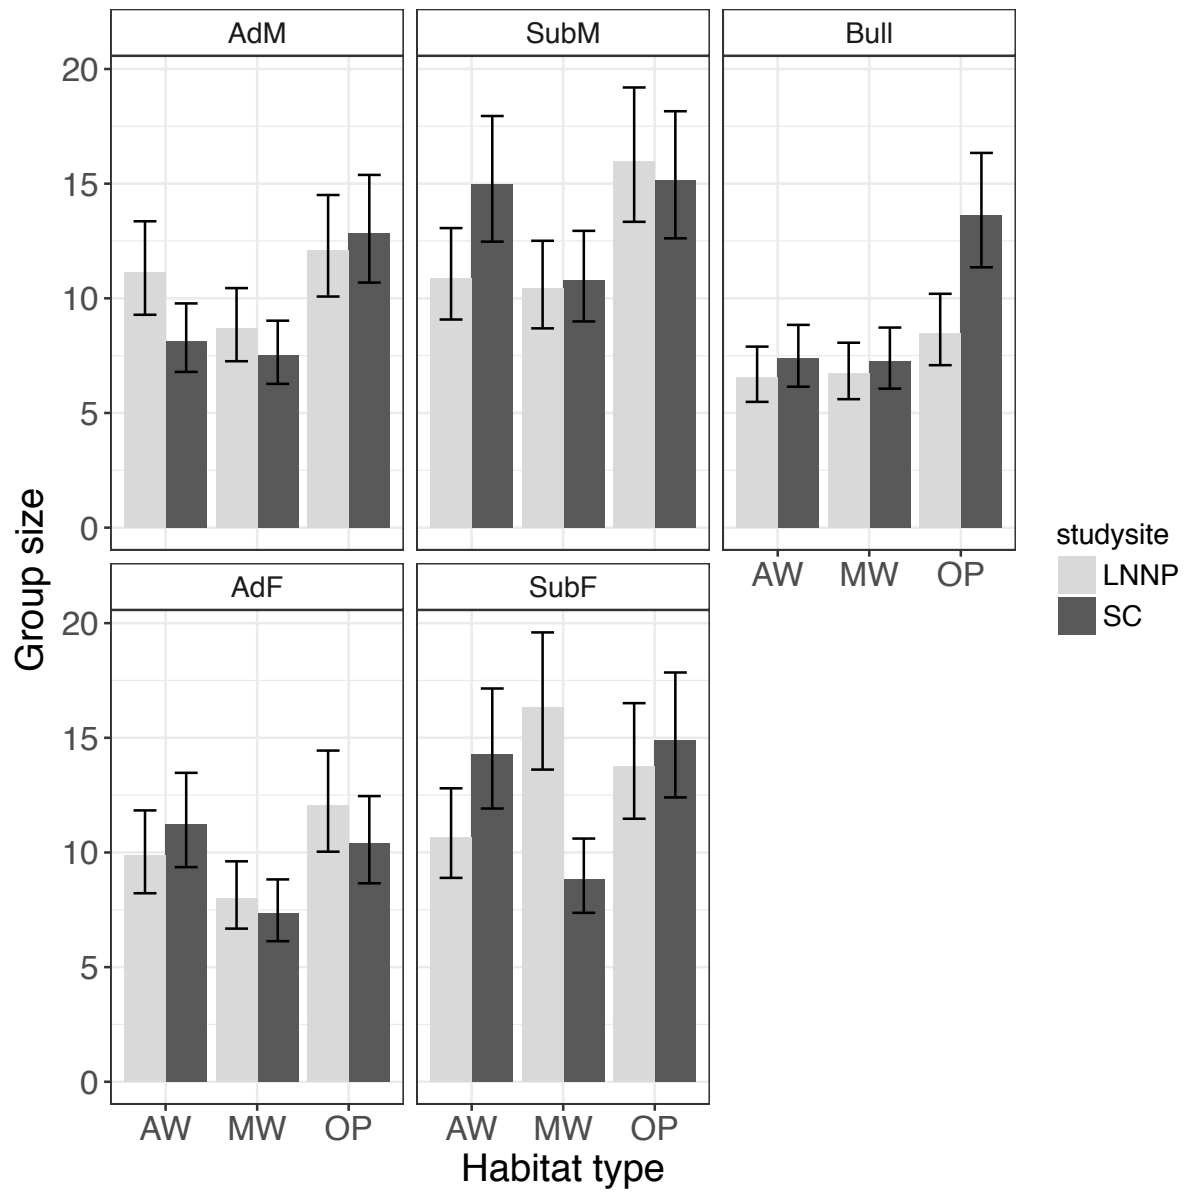 AdM SubM Bull
20
15
10
5
0
AW MW OP
Group size
studysite
LNNP
SC
AdF SubF
20
15
10
5
0
AW MW OP AW MW OP
Habitat type